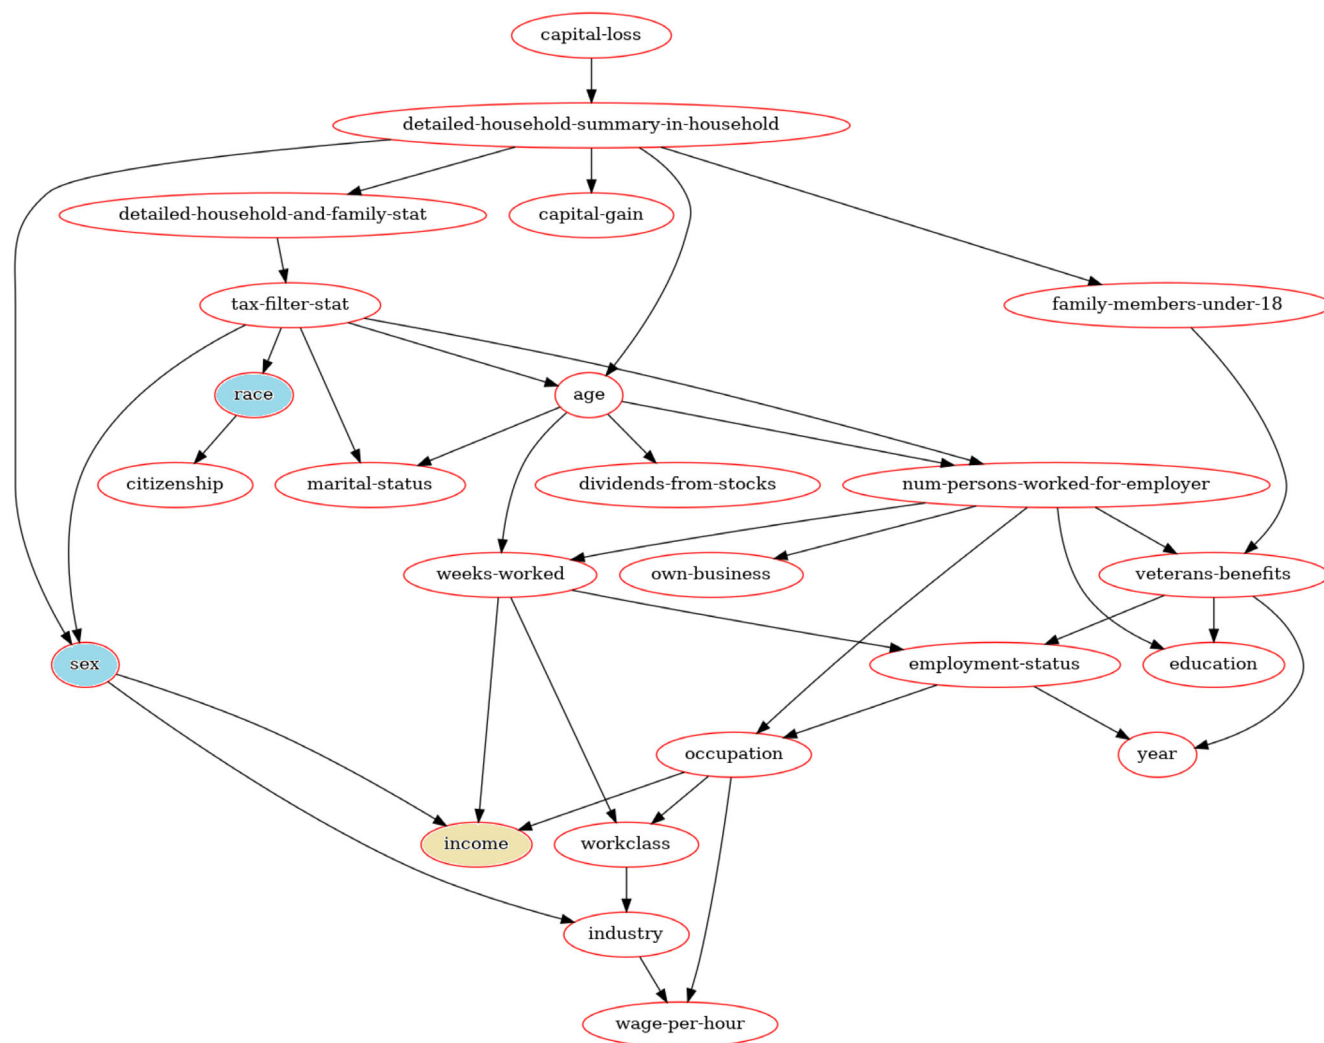 capital-loss
detailed-household-summary-in-household
detailed-household-and-family-stat
capital-gain
tax-filter-stat
family-members-under-18
race
age
citizenship
marital-status
dividends-from-stocks
num-persons-worked-for-employer
weeks-worked
own-business
veterans-benefits
sex
employment-status
education
occupation
year
income
workclass
industry
wage-per-hour